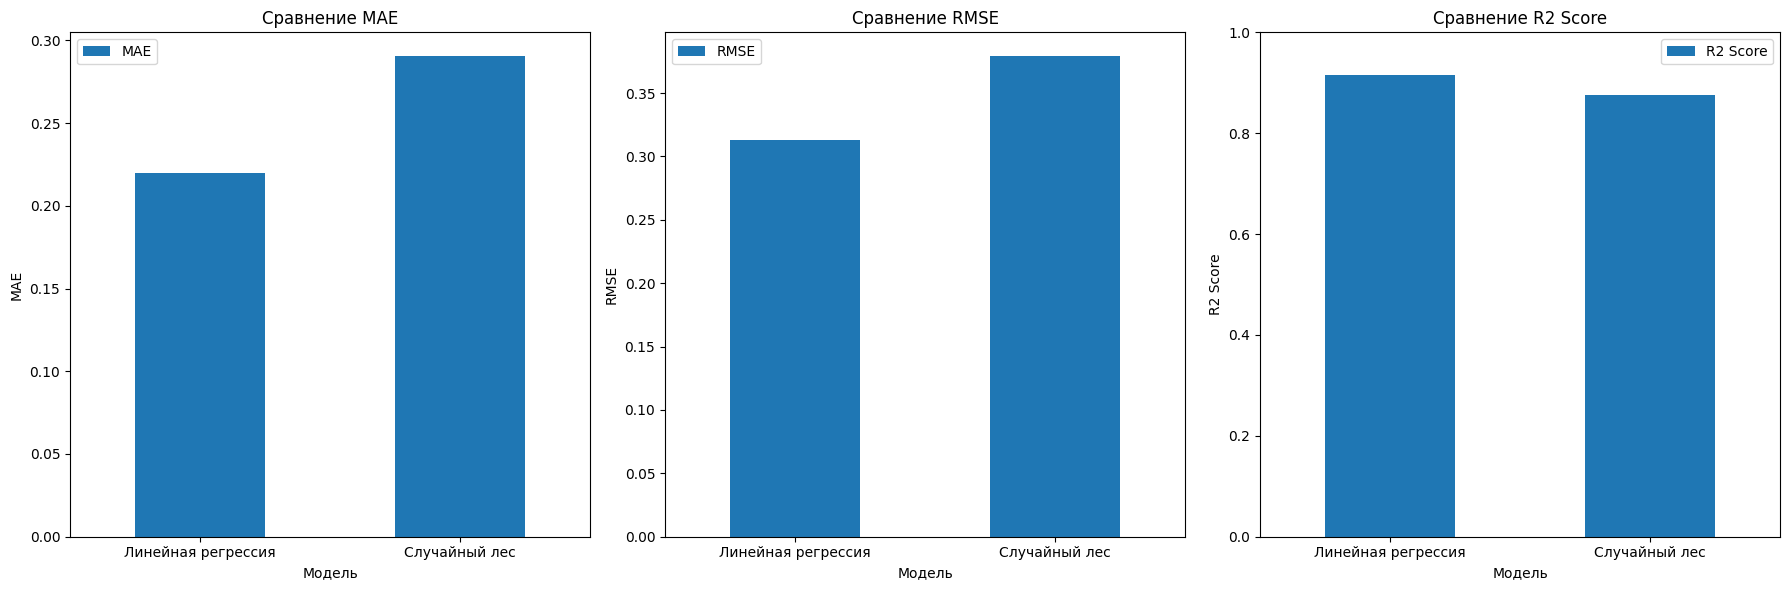 Сравнение MAE
MAE
0.30
0.25
0.20
0.15
0.10
0.05
0.00
MAE
Линейная регрессия
Случайный лес
Модель
Сравнение RMSE
RMSE
0.35
0.30
0.25
0.20
0.15
0.10
0.05
0.00
RMSE
Линейная регрессия
Случайный лес
Модель
Сравнение R2 Score
R2 Score
1.0
0.8
0.6
0.4
0.2
0.0
R2 Score
Линейная регрессия
Случайный лес
Модель